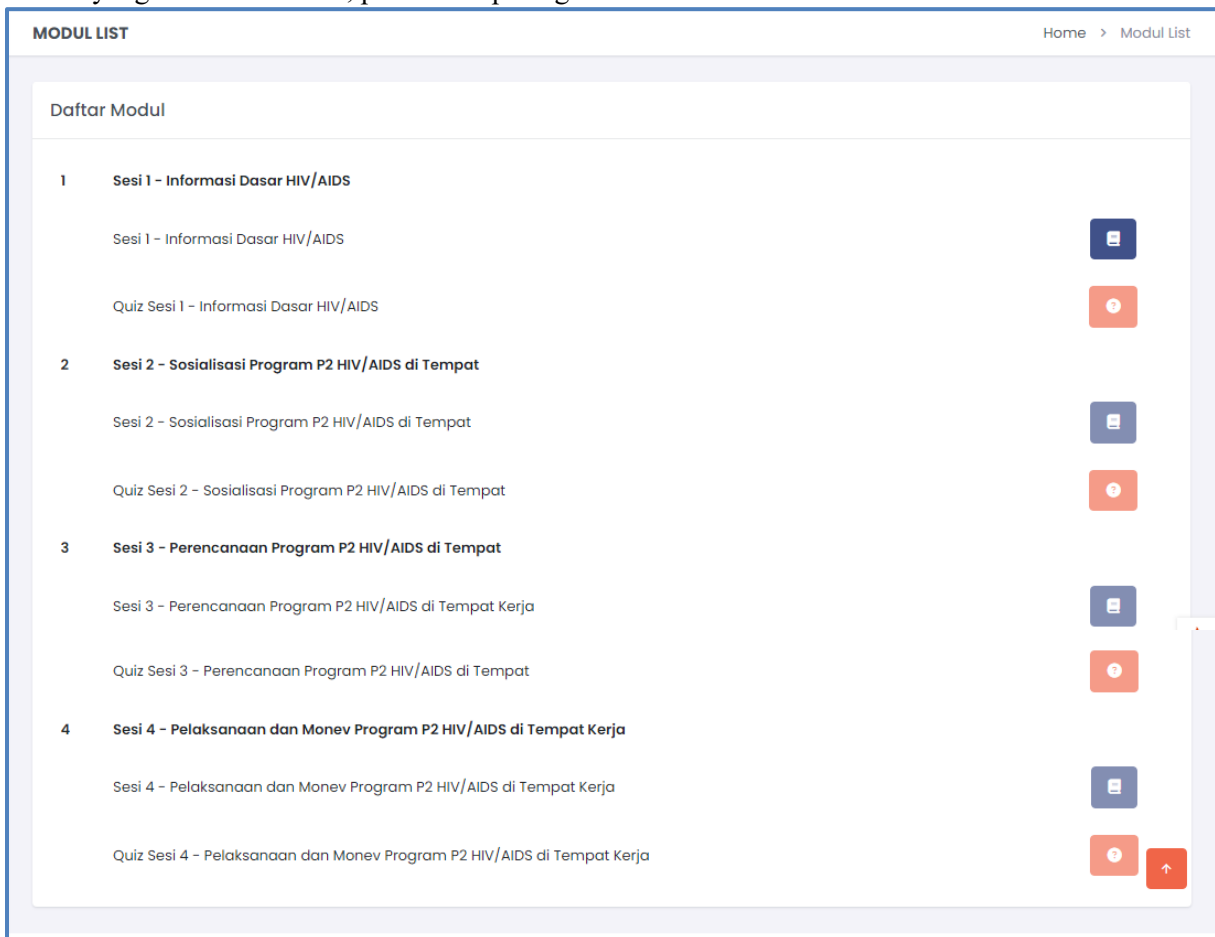 MODUL LIST
Home > Modul List
Daftar Modul
1 Sesi 1 - Informasi Dasar HIV/AIDS
Sesi 1 - Informasi Dasar HIV/AIDS
Quiz Sesi 1 - Informasi Dasar HIV/AIDS
2 Sesi 2 - Sosialisasi Program P2 HIV/AIDS di Tempat
Sesi 2 - Sosialisasi Program P2 HIV/AIDS di Tempat
Quiz Sesi 2 - Sosialisasi Program P2 HIV/AIDS di Tempat
3 Sesi 3 - Perencanaan Program P2 HIV/AIDS di Tempat
Sesi 3 - Perencanaan Program P2 HIV/AIDS di Tempat Kerja
Quiz Sesi 3 - Perencanaan Program P2 HIV/AIDS di Tempat
4 Sesi 4 - Pelaksanaan dan Monev Program P2 HIV/AIDS di Tempat Kerja
Sesi 4 - Pelaksanaan dan Monev Program P2 HIV/AIDS di Tempat Kerja
Quiz Sesi 4 - Pelaksanaan dan Monev Program P2 HIV/AIDS di Tempat Kerja